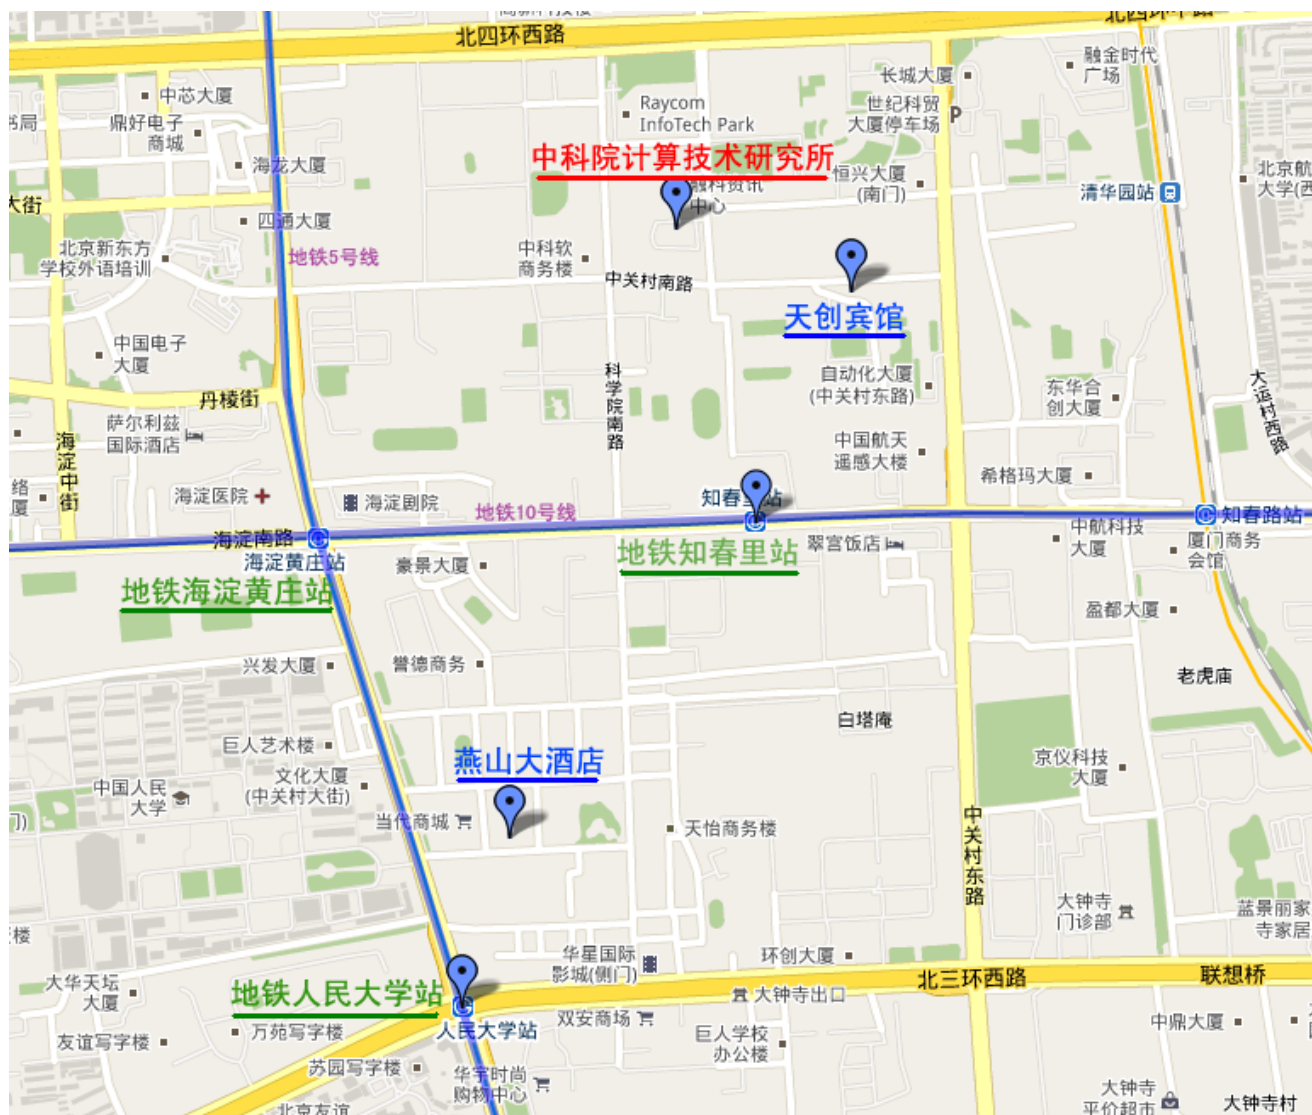 北四环西路
融金时代
广场
长城大厦
中芯大厦
世纪科贸
大厦停车场
P
Raycom
InfoTech Park
鼎好电子
商城
书局
中科院计算技术研究所
海龙大厦
恒兴大厦
(南门)
融科资讯
中心
清华园站
北京航
大学(西
大街
四通大厦
北京新东方
学校外语培训
地铁5号线
中科软
商务楼
中关村南路
天创宾馆
中国电子
大厦
科学院南路
自动化大厦
(中关村东路)
东华合
创大厦
大运村西路
丹棱街
萨尔利兹
国际酒店
海淀中街
中国航天
遥感大楼
希格玛大厦
络
厦
海淀医院
海淀剧院
知春里站
地铁10号线
知春路站
海淀南路
海淀黄庄站
豪景大厦
地铁知春里站
翠宫饭店
中航科技
大厦
厦门商务
会馆
地铁海淀黄庄站
盈都大厦
兴发大厦
誉德商务
老虎庙
白塔庵
巨人艺术楼
燕山大酒店
京仪科技
大厦
中国人民
大学
文化大厦
(中关村大街)
门)
当代商城
天怡商务楼
中关村东路
大钟寺
门诊部
蓝景丽家
寺家居
楼
华星国际
影城(侧门)
环创大厦
北三环西路
联想桥
大华天坛
大厦
地铁人民大学站
大钟寺出口
人民大学站
双安商场
万苑写字楼
友谊写字楼
巨人学校
办公楼
中鼎大厦
苏园写字楼
华宇时尚
购物中心
北京友谊
大钟寺
平价超市
大钟寺村